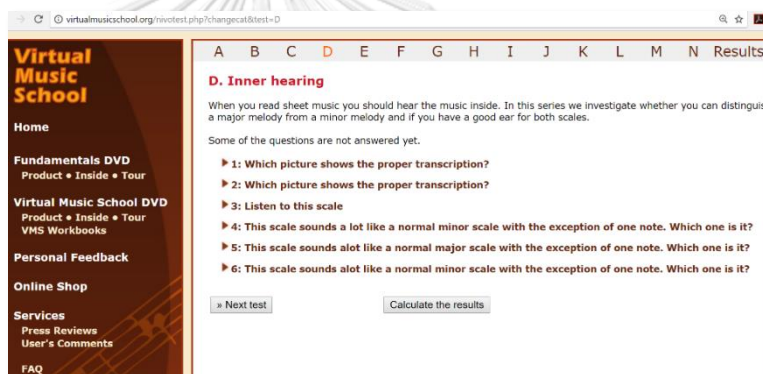 virtualmusicschool.org/nivotest.php?changecat&test=D
Virtual
Music
School
Home
Fundamentals DVD
Product • Inside • Tour
Virtual Music School DVD
Product • Inside • Tour
VMS Workbooks
Personal Feedback
Online Shop
Services
Press Reviews
User's Comments
FAQ
A B C D E F G H I J K L M N Results
D. Inner hearing
When you read sheet music you should hear the music inside. In this series we investigate whether you can distinguis
a major melody from a minor melody and if you have a good ear for both scales.
Some of the questions are not answered yet.
1: Which picture shows the proper transcription?
2: Which picture shows the proper transcription?
3: Listen to this scale
4: This scale sounds a lot like a normal minor scale with the exception of one note. Which one is it?
5: This scale sounds alot like a normal major scale with the exception of one note. Which one is it?
6: This scale sounds alot like a normal minor scale with the exception of one note. Which one is it?
» Next test
Calculate the results